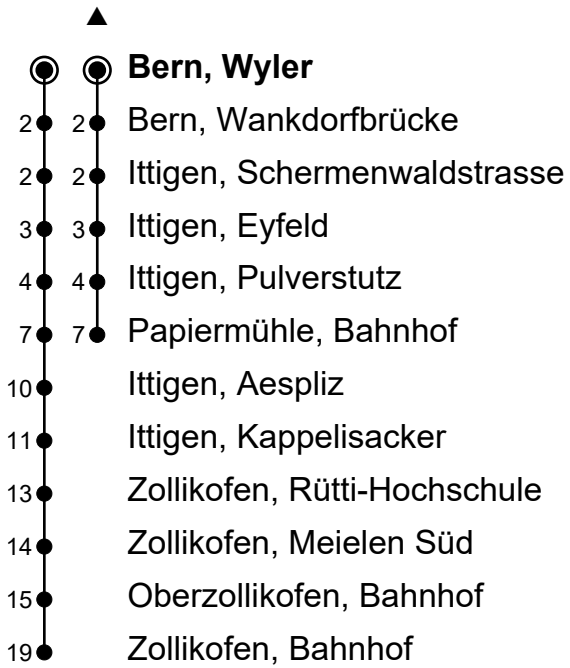 Bern, Wyler
2 2 Bern, Wankdorfbrücke
2 2 Ittigen, Schermenwaldstrasse
3 3 Ittigen, Eyfeld
4 4 Ittigen, Pulverstutz
7 7 Papiermühle, Bahnhof
10 Ittigen, Aespliz
11 Ittigen, Kappelisacker
13 Zollikofen, Rütti-Hochschule
14 Zollikofen, Meielen Süd
15 Oberzollikofen, Bahnhof
19 Zollikofen, Bahnhof